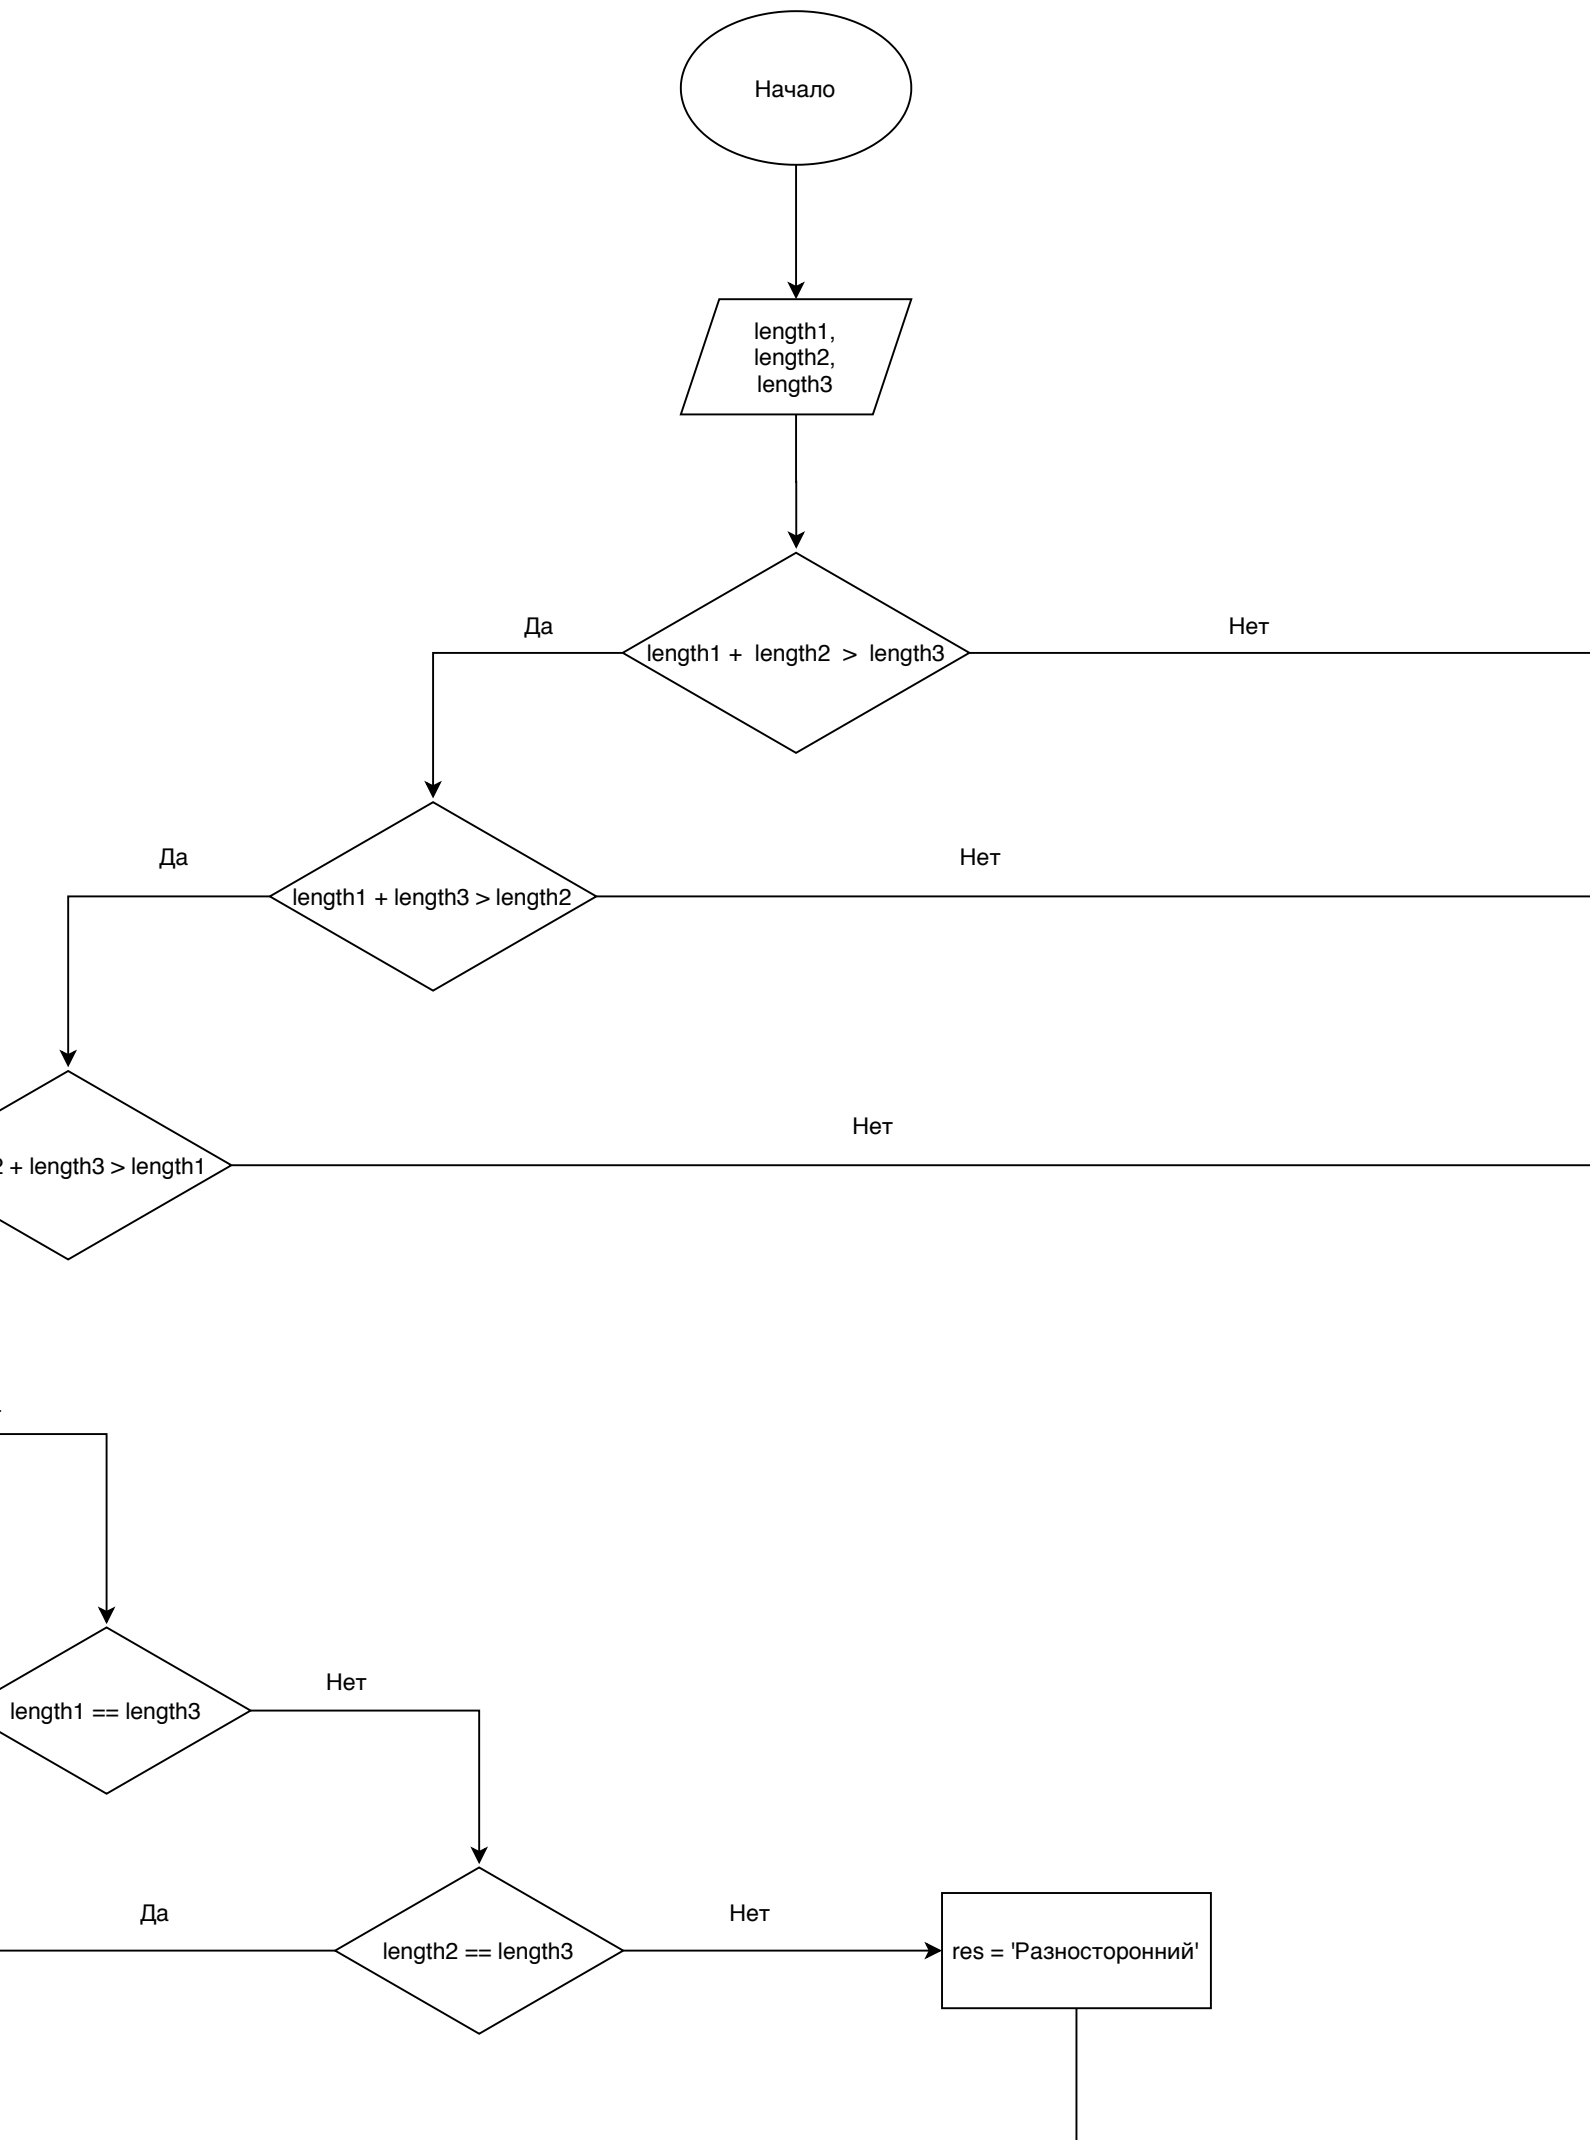 Начало
length1,
length2,
length3
Да
Нет
length1 + length2 > length3
Да
Нет
length1 + length3 > length2
Нет
+ length3 > length1
length1 == length3
Нет
Да
length2 == length3
Нет
res = 'Разносторонний'